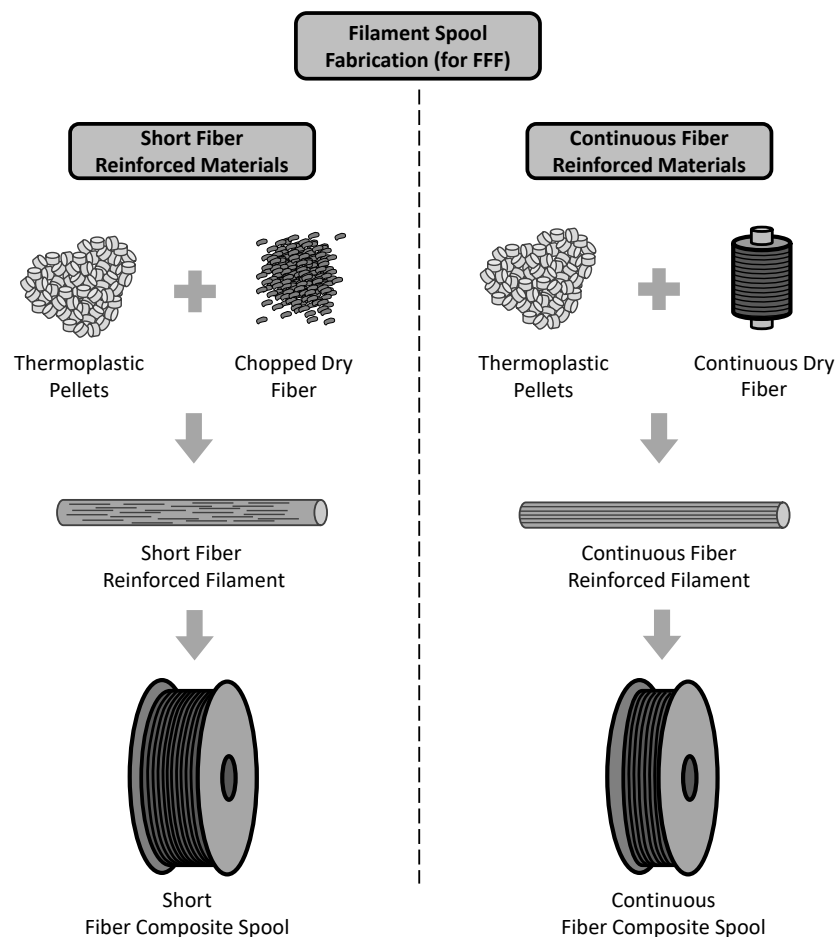 Filament Spool
Fabrication (for FFF)
Short Fiber
Reinforced Materials
Thermoplastic
Pellets
Chopped Dry
Fiber
Short Fiber
Reinforced Filament
Short
Fiber Composite Spool
Continuous Fiber
Reinforced Materials
Thermoplastic
Pellets
Continuous Dry
Fiber
Continuous Fiber
Reinforced Filament
Continuous
Fiber Composite Spool